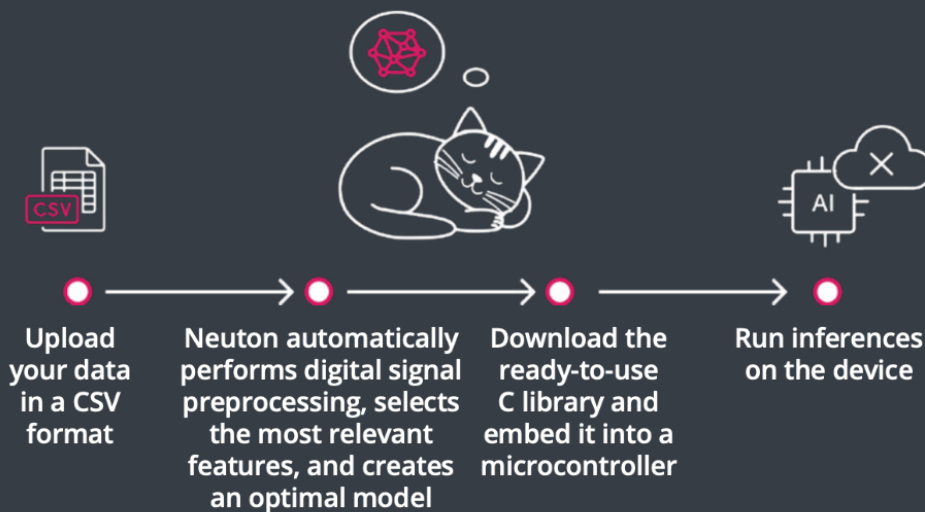 CSV
AI
Upload
your data
in a CSV
format
Neuton automatically
performs digital signal
preprocessing, selects
the most relevant
features, and creates
an optimal model
Download the
ready-to-use
C library and
embed it into a
microcontroller
Run inferences
on the device